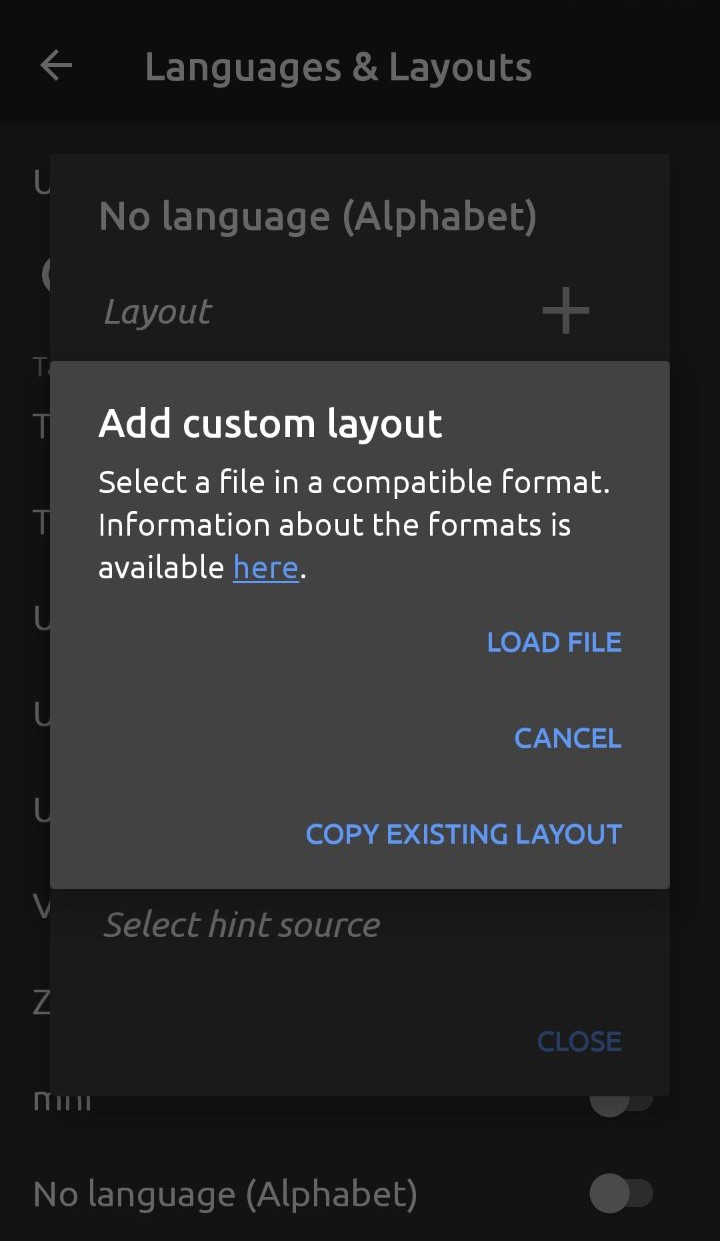 Languages & Layouts
No language (Alphabet)
Layout
Add custom layout
Select a file in a compatible format.
Information about the formats is
available here.
LOAD FILE
CANCEL
COPY EXISTING LAYOUT
Select hint source
CLOSE
mini
No language (Alphabet)